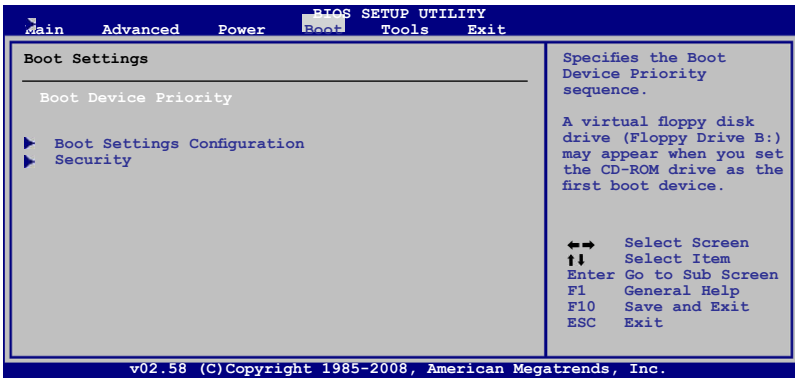 BIOS SETUP UTILITY
Main Advanced Power Boot Tools Exit
Boot Settings
Boot Device Priority
Boot Settings Configuration
Security
Specifies the Boot
Device Priority
sequence.
A virtual floppy disk
drive (Floppy Drive B:)
may appear when you set
the CD-ROM drive as the
first boot device.
←→ Select Screen
↑↓ Select Item
Enter Go to Sub Screen
F1 General Help
F10 Save and Exit
ESC Exit
v02.58 (C)Copyright 1985-2008, American Megatrends, Inc.